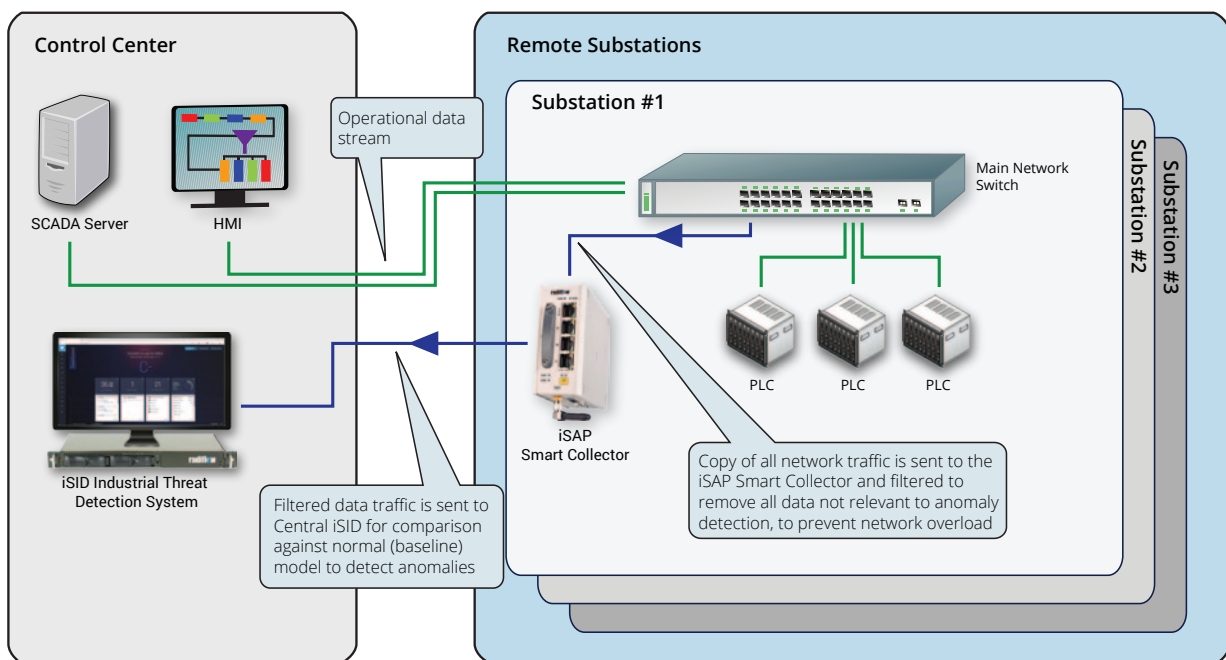 Control Center
Remote Substations
Substation #1
Substation #2
Substation #3
Operational data
stream
Main Network
Switch
SCADA Server
HMI
PLC
PLC
PLC
iSAP
Smart Collector
iSID Industrial Threat
Detection System
radiflow
Filtered data traffic is sent to
Central iSID for comparison
against normal (baseline)
model to detect anomalies
Copy of all network traffic is sent to the
iSAP Smart Collector and filtered to
remove all data not relevant to anomaly
detection, to prevent network overload